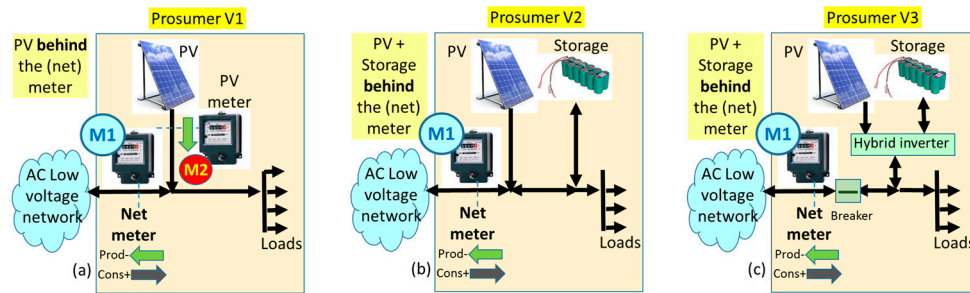 Prosumer V1
PV behind
the (net)
meter
PV
PV
meter
M1
M2
AC Low
voltage
network
Net
meter
Loads
Prod-
Cons+
(a)
Prosumer V2
PV +
Storage
behind
the (net)
meter
PV
Storage
M1
AC Low
voltage
network
Net
meter
Loads
Prod-
Cons+
(b)
Prosumer V3
PV +
Storage
behind
the (net)
meter
PV
Storage
M1
Hybrid inverter
AC Low
voltage
network
Net
meter
Breaker
Loads
Prod-
Cons+
(c)